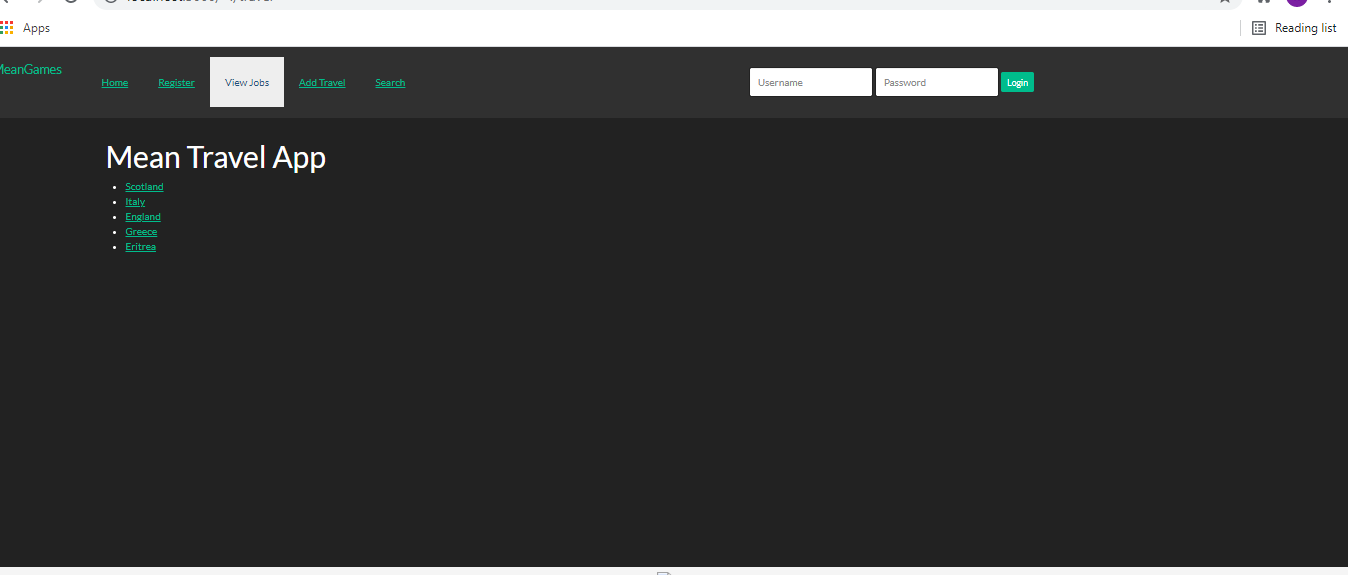 Apps
Reading list
MeanGames
Home Register View Jobs Add Travel Search
Username Password Login
Mean Travel App
Scotland
Italy
England
Greece
Eritrea